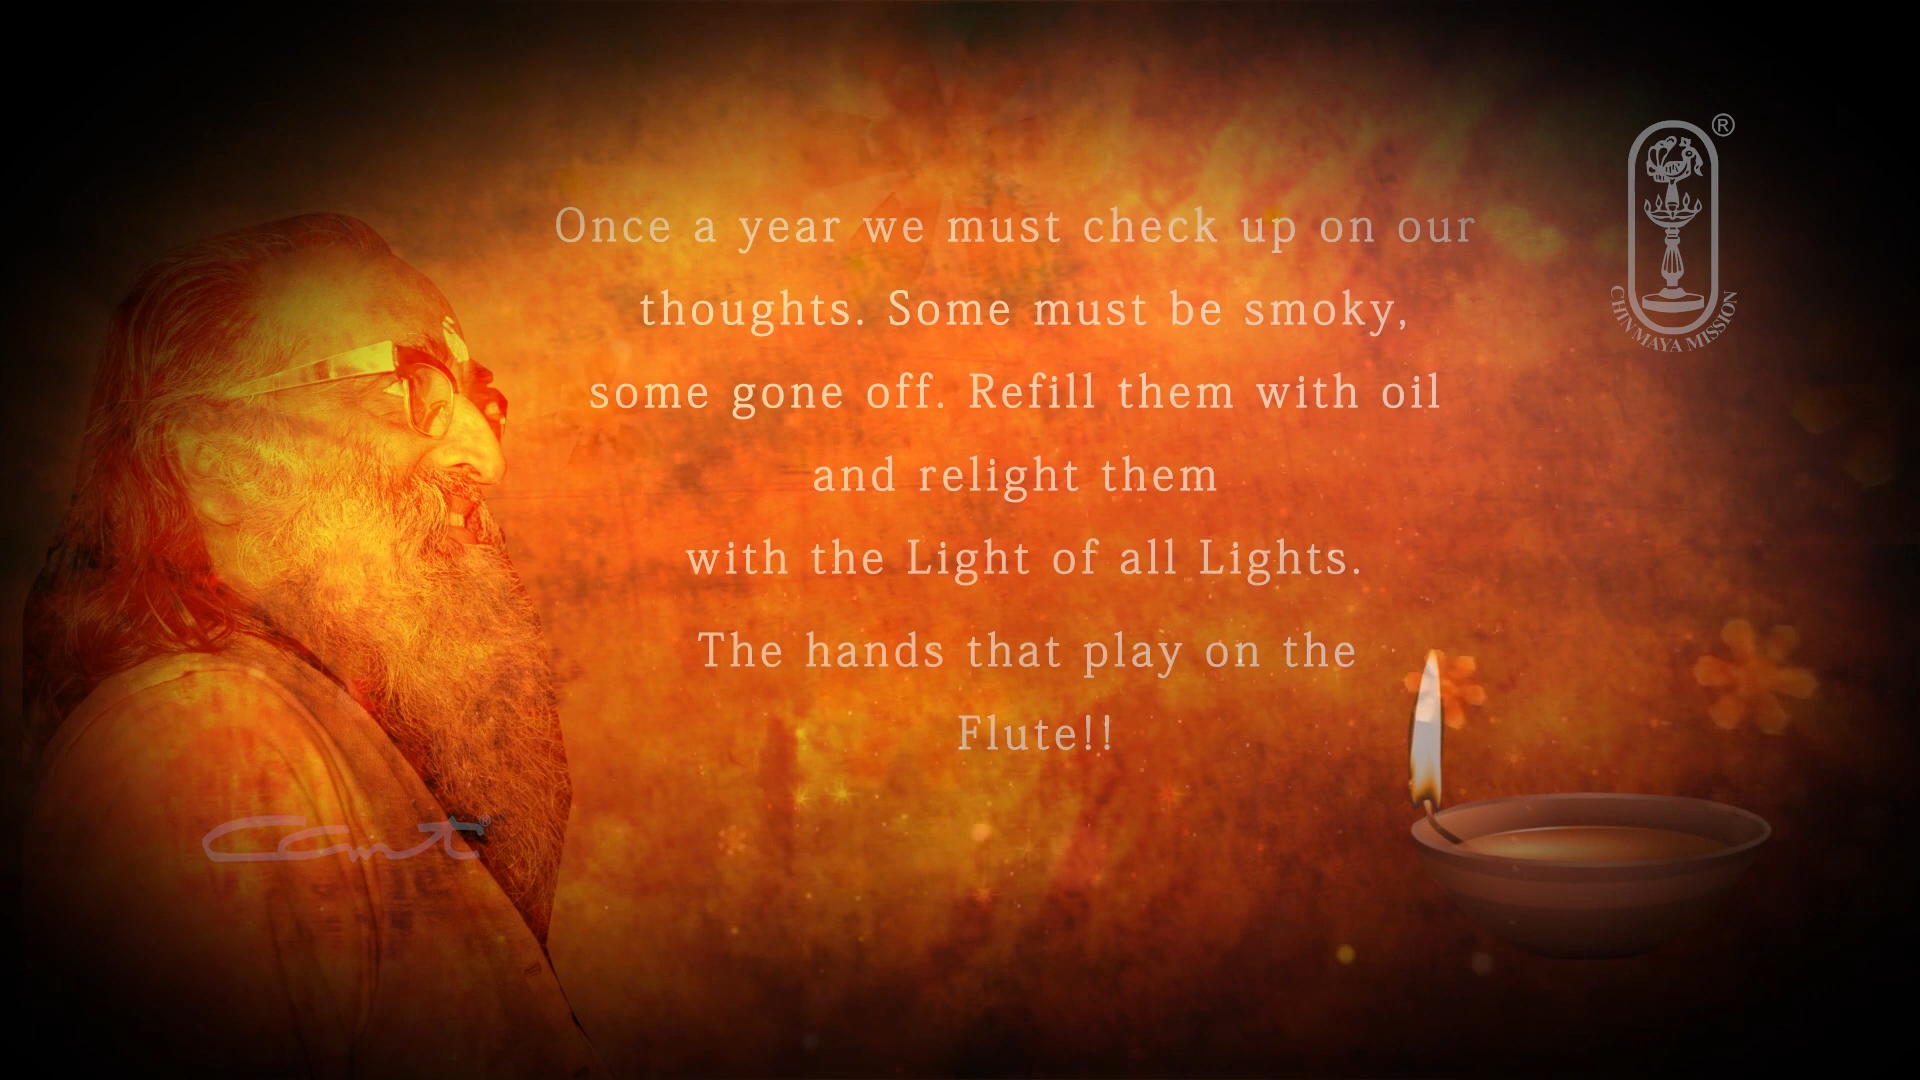 Once a year we must check up on our
thoughts. Some must be smoky,
some gone off. Refill them with oil
and relight them
with the Light of all Lights.
The hands that play on the
Flute!!
®
CHINMAYA MISSION
ccmt®